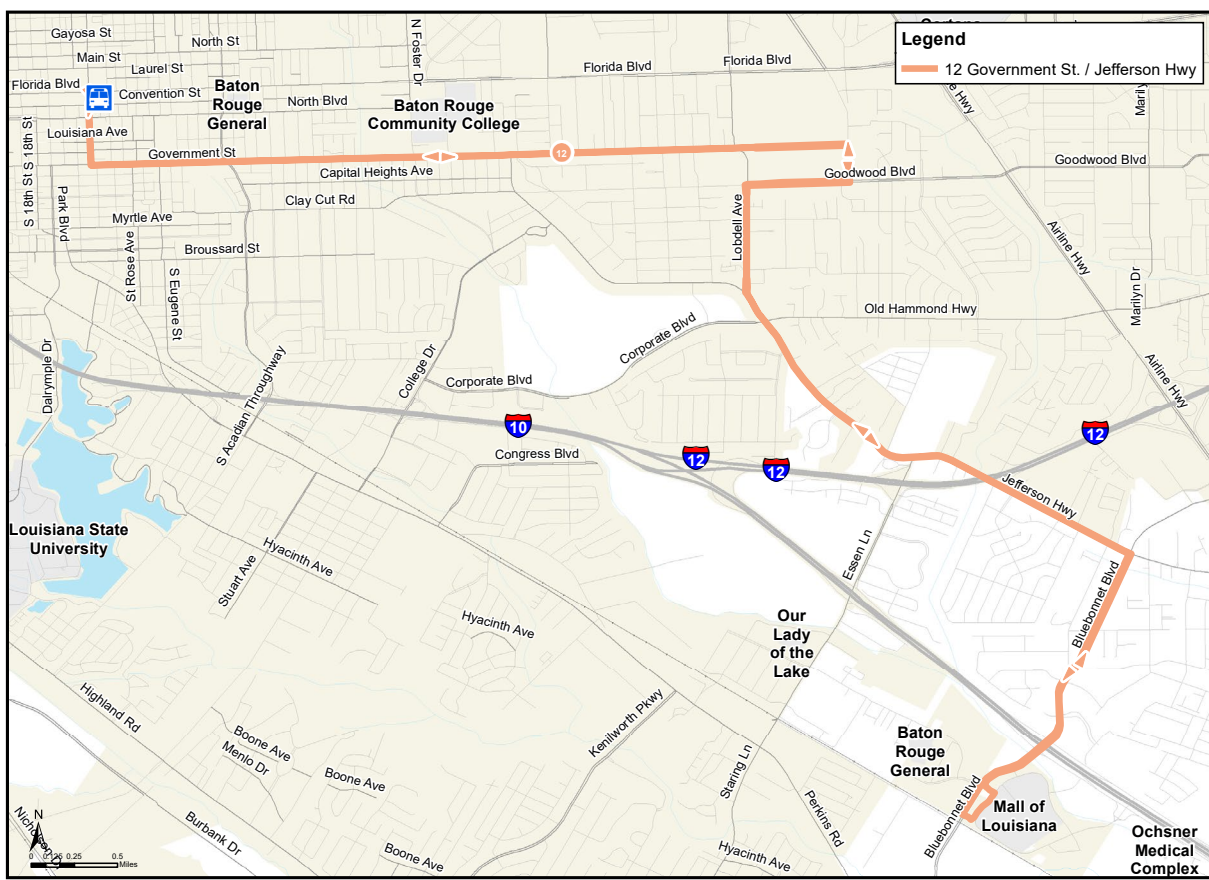 Gayosa St
North St
N Foster Dr
Main St
Laurel St
Legend
12 Government St. / Jefferson Hwy
Florida Blvd
Florida Blvd
Florida Blvd
Convention St
North Blvd
Baton
Rouge
General
Baton Rouge
Community College
Louisiana Ave
S 18th St
S 18th St
Government St
12
Capital Heights Ave
Goodwood Blvd
Goodwood Blvd
Clay Cut Rd
Park Blvd
Myrtle Ave
Broussard St
St Rose Ave
S Eugene St
Lobdell Ave
Airline Hwy
Marilyn Dr
Old Hammond Hwy
Corporate Blvd
Corporate Blvd
College Dr
Dalrymple Dr
S Acadian Throughway
Airline Hwy
10
12
12
12
Congress Blvd
Jefferson Hwy
Louisiana State
University
Essen Ln
Hyacinth Ave
Stuart Ave
Hyacinth Ave
Bluebonnet Blvd
Our
Lady
of the
Lake
Highland Rd
Kenilworth Pkwy
Boone Ave
Menlo Dr
Boone Ave
Staring Ln
Baton
Rouge
General
Perkins Rd
Bluebonnet Blvd
Mall of
Louisiana
Burbank Dr
Boone Ave
Hyacinth Ave
Ochsner
Medical
Complex
N
0 0.125 0.25 0.5
Miles